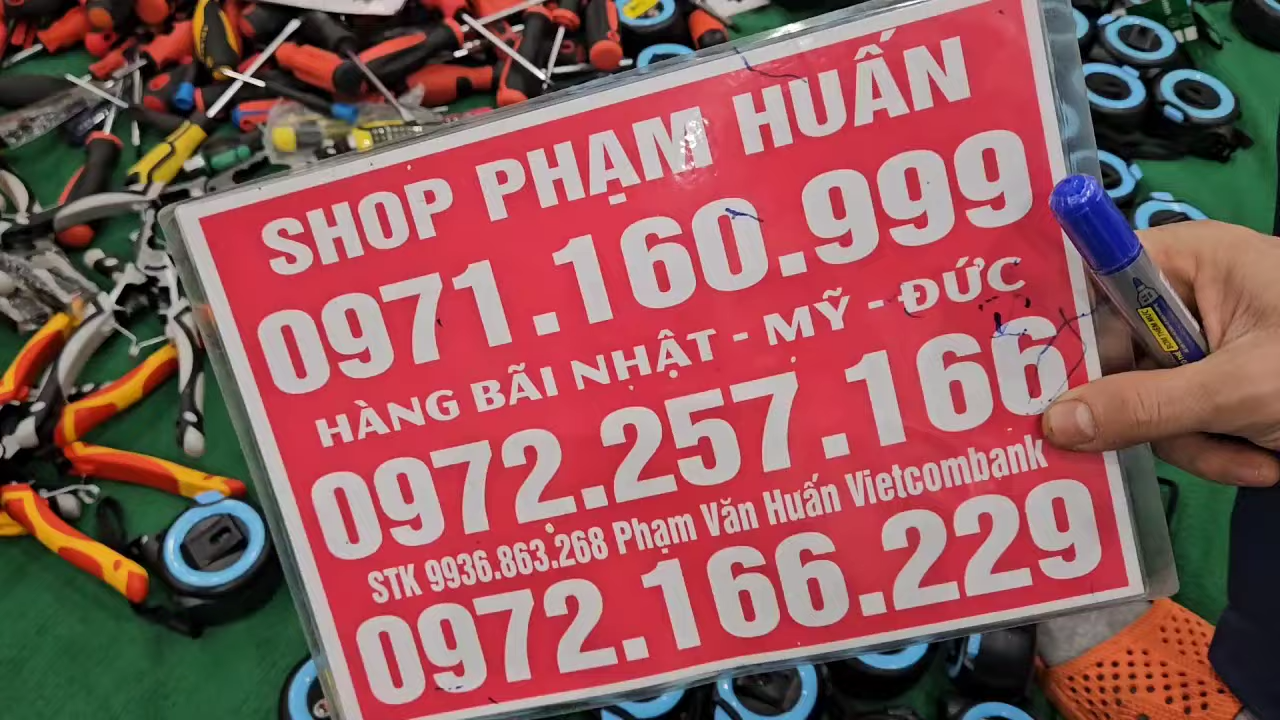 SHOP PHẠM HUẤN
0971.160.999
HÀNG BÃI NHẬT - MỸ - ĐỨC
0972.257.166
STK 9936.863.268 Phạm Văn Huấn Vietcombank
0972.166.229